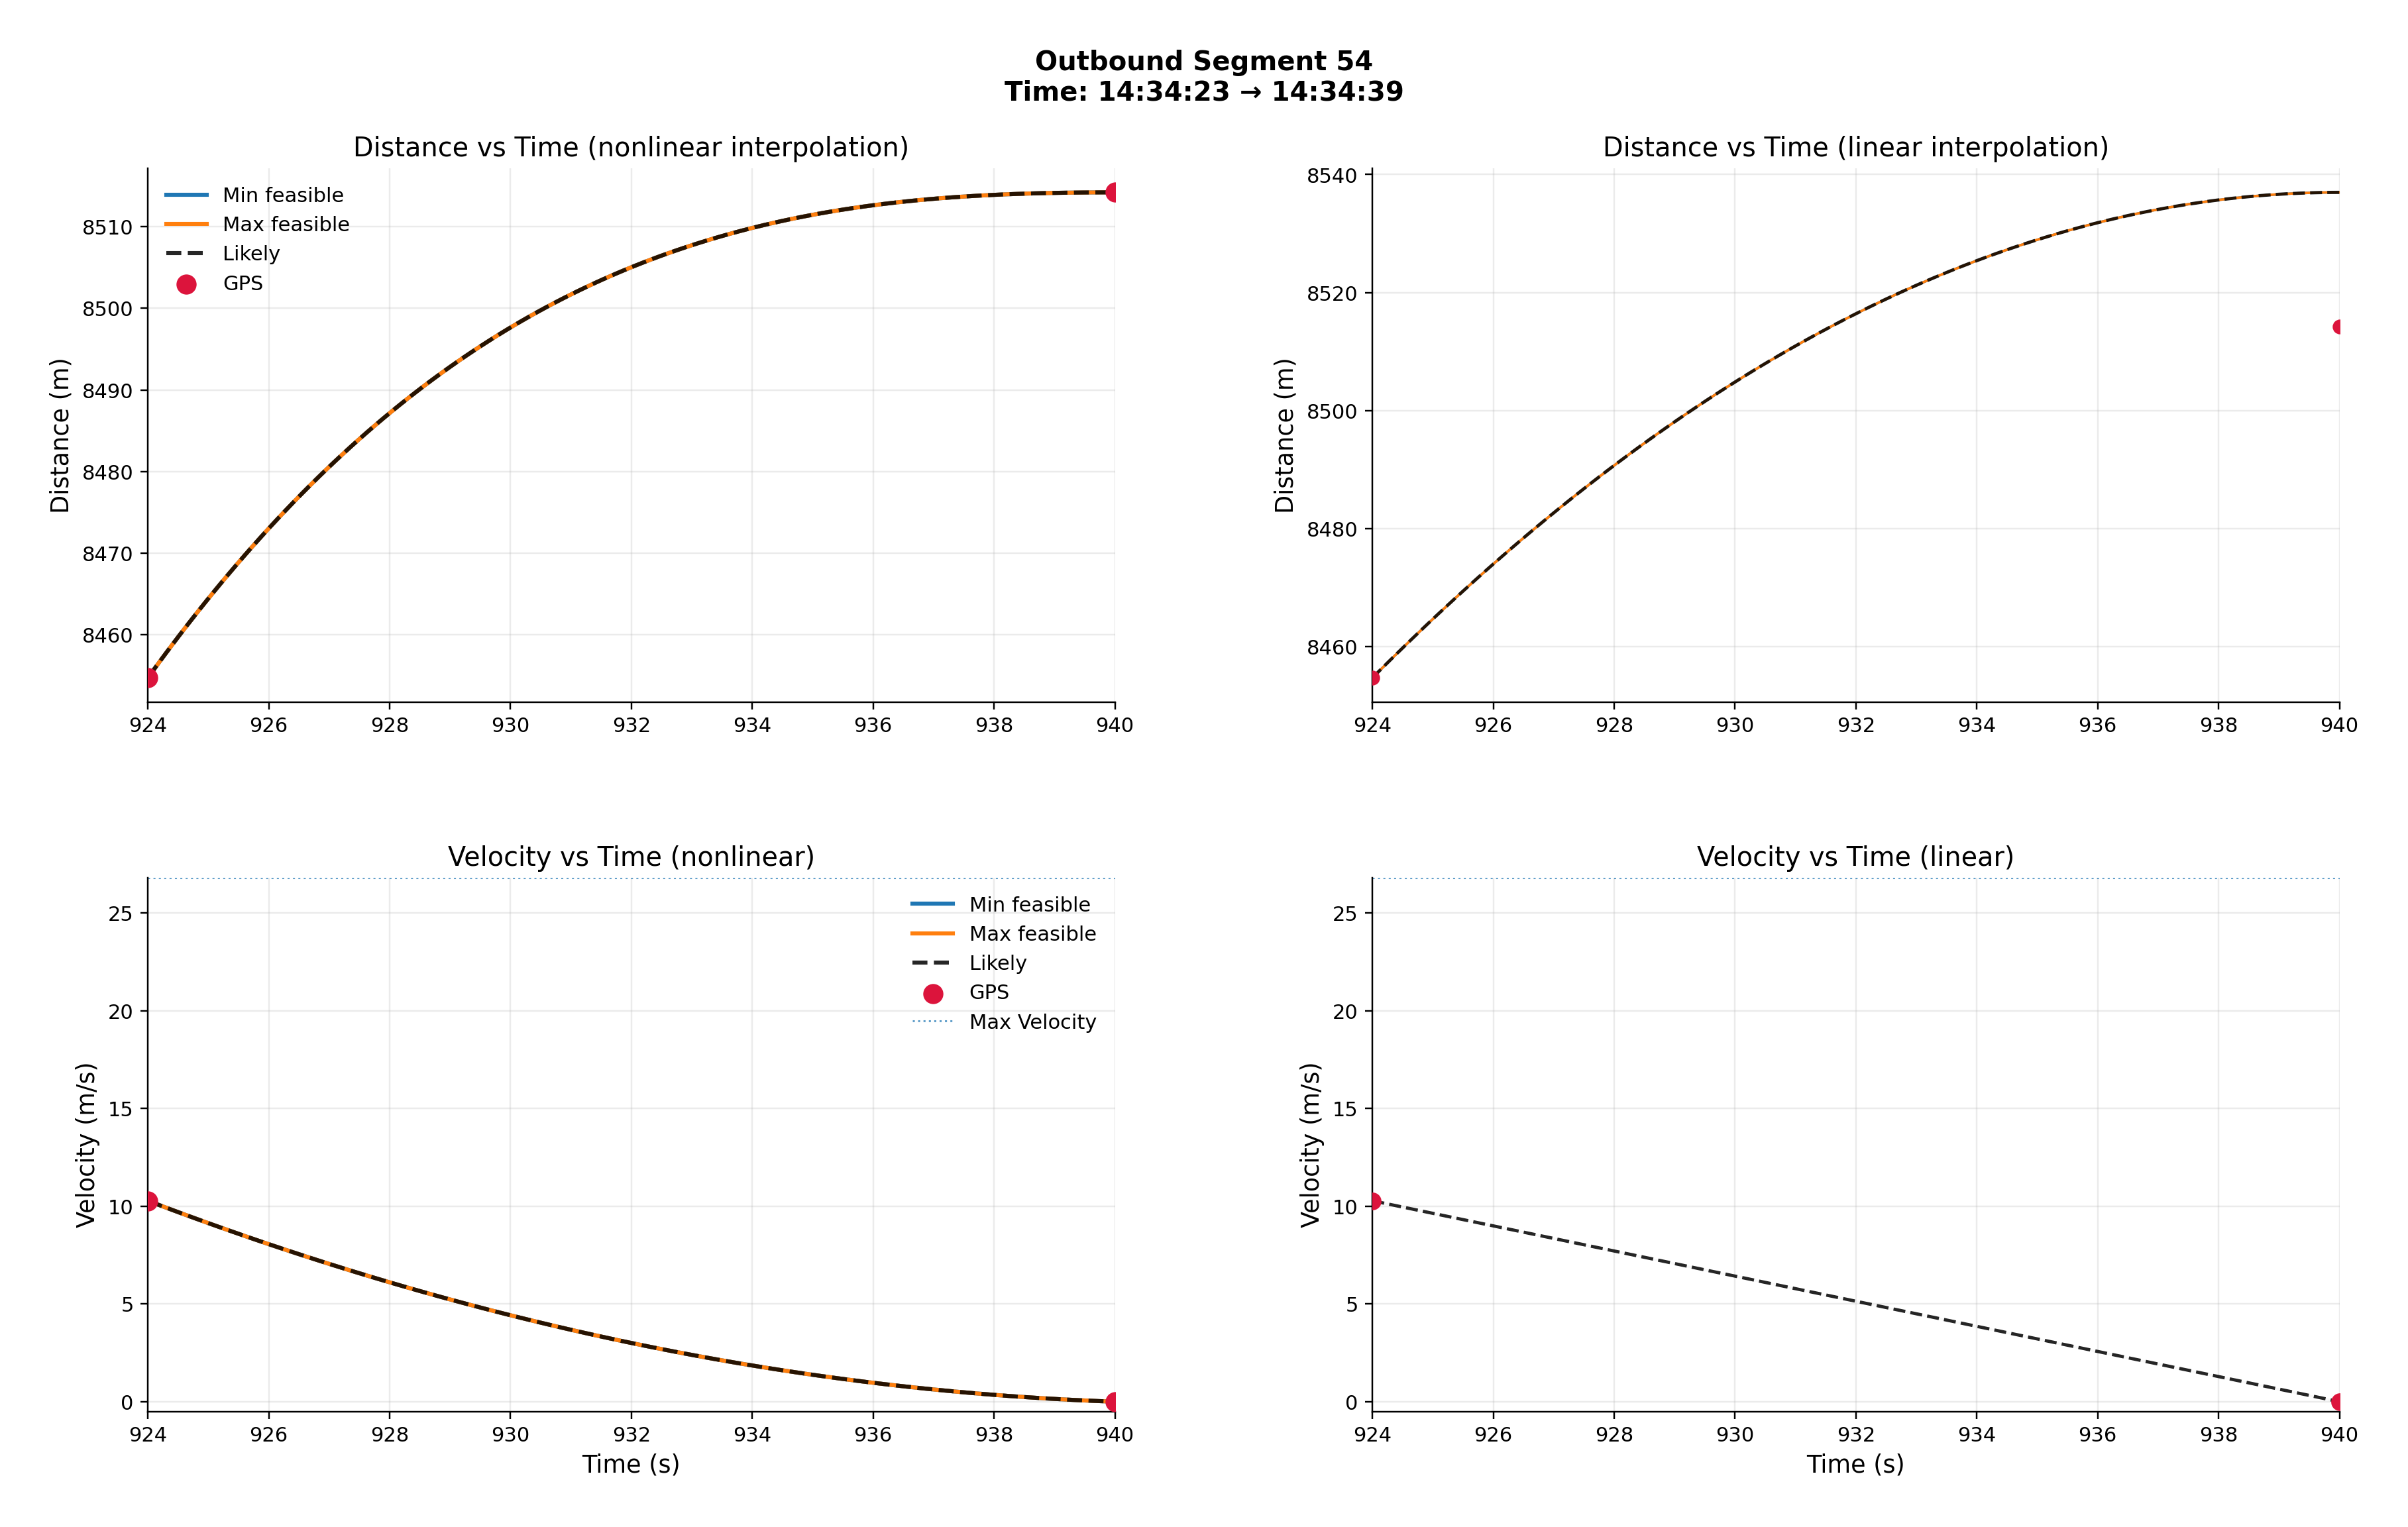 Outbound Segment 54
Time: 14:34:23 → 14:34:39
Distance vs Time (nonlinear interpolation)
Distance (m)
8510
8500
8490
8480
8470
8460
Min feasible
Max feasible
Likely
GPS
924 926 928 930 932 934 936 938 940
Distance vs Time (linear interpolation)
Distance (m)
8540
8520
8500
8480
8460
924 926 928 930 932 934 936 938 940
Velocity vs Time (nonlinear)
Velocity (m/s)
25
20
15
10
5
0
Min feasible
Max feasible
Likely
GPS
Max Velocity
924 926 928 930 932 934 936 938 940
Time (s)
Velocity vs Time (linear)
Velocity (m/s)
25
20
15
10
5
0
924 926 928 930 932 934 936 938 940
Time (s)